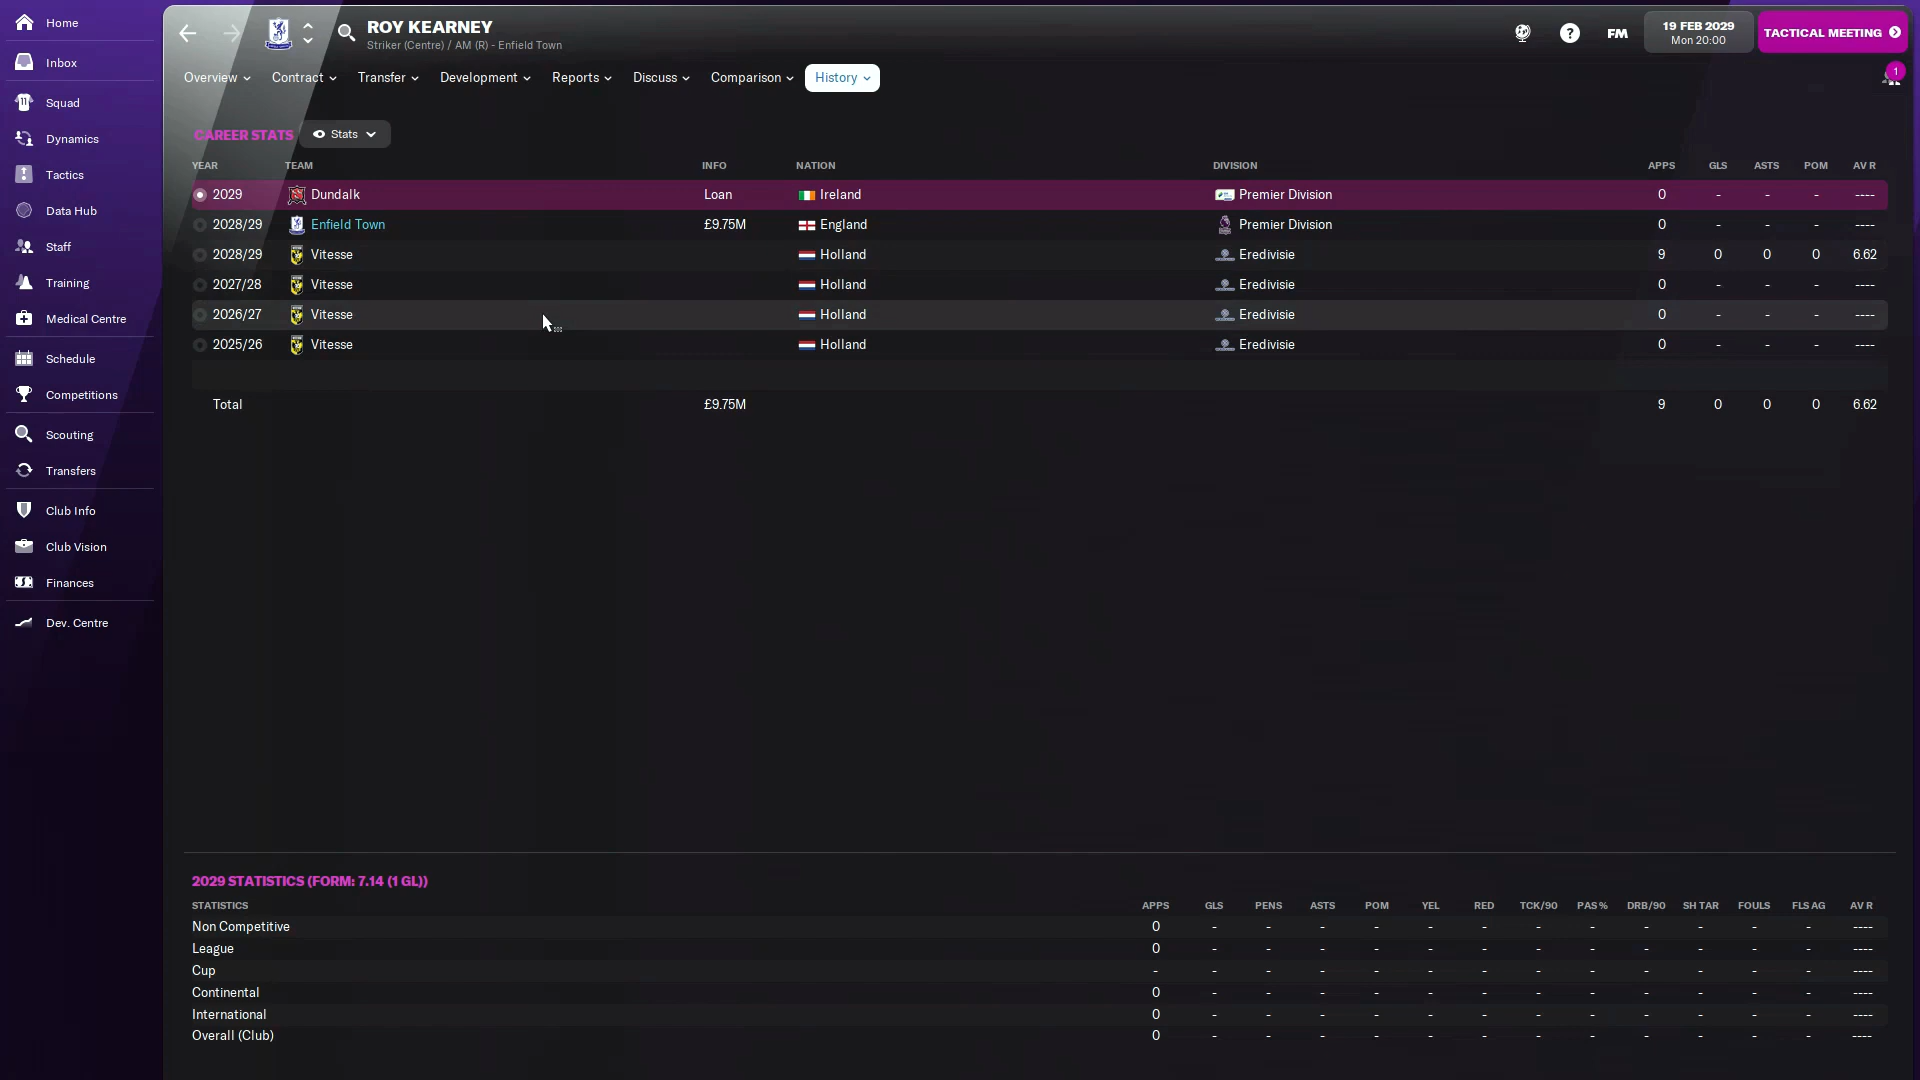 Home
Inbox
Squad
Dynamics
Tactics
Data Hub
Staff
Training
Medical Centre
Schedule
Competitions
Scouting
Transfers
Club Info
Club Vision
Finances
Dev. Centre
ROY KEARNEY
Striker (Centre) / AM (R) - Enfield Town
? FM
19 FEB 2029
Mon 20:00
TACTICAL MEETING
1
Overview Contract Transfer Development Reports Discuss Comparison History
CAREER STATS Stats
YEAR TEAM INFO NATION DIVISION APPS GLS ASTS POM AV R
2029 Dundalk Loan Ireland Premier Division 0 - - - ----
2028/29 Enfield Town £9.75M England Premier Division 0 - - - ----
2028/29 Vitesse Holland Eredivisie 9 0 0 0 6.62
2027/28 Vitesse Holland Eredivisie 0 - - - ----
2026/27 Vitesse Holland Eredivisie 0 - - - ----
2025/26 Vitesse Holland Eredivisie 0 - - - ----
Total £9.75M 9 0 0 0 6.62
2029 STATISTICS (FORM: 7.14 (1 GL))
STATISTICS APPS GLS PENS ASTS POM YEL RED TCK/90 PAS % DRB/90 SH TAR FOULS FLS AG AV R
Non Competitive 0 - - - - - - - - - - - - ----
League 0 - - - - - - - - - - - - ----
Cup - - - - - - - - - - - - - ----
Continental 0 - - - - - - - - - - - - ----
International 0 - - - - - - - - - - - - ----
Overall (Club) 0 - - - - - - - - - - - - ----